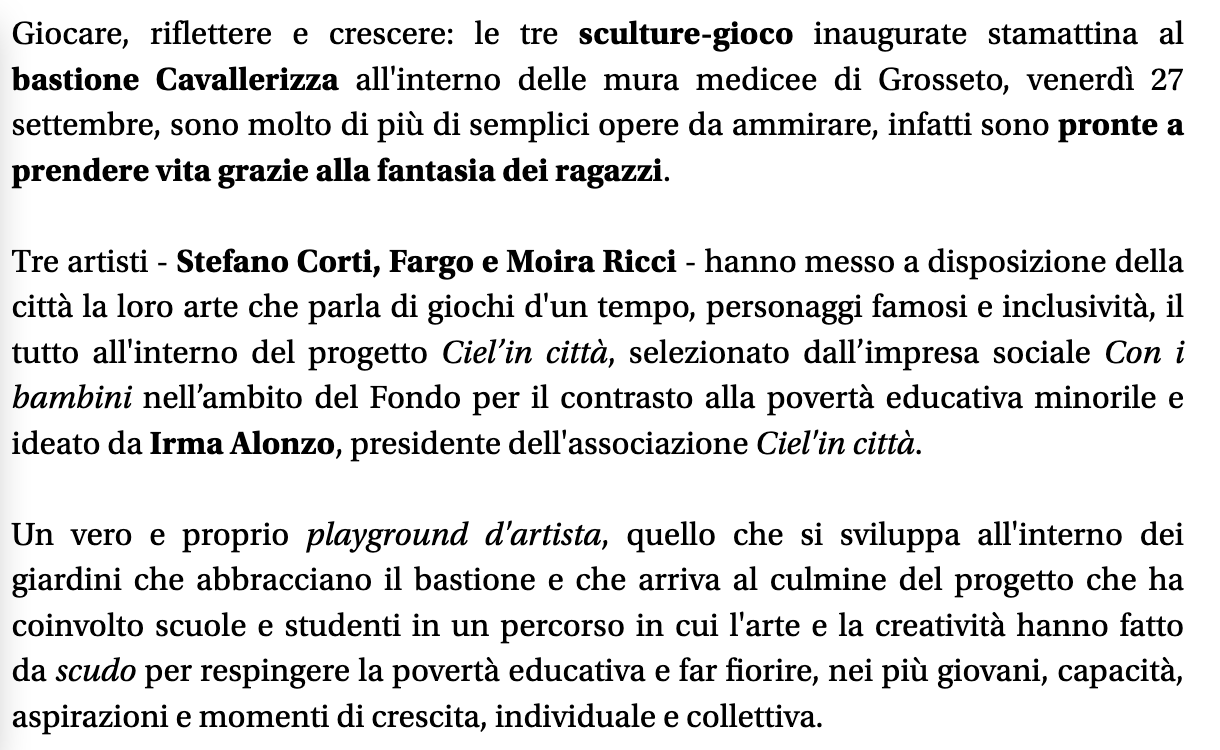 Giocare, riflettere e crescere: le tre sculture-gioco inaugurate stamattina al
bastione Cavallerizza all'interno delle mura medicee di Grosseto, venerdì 27
settembre, sono molto di più di semplici opere da ammirare, infatti sono pronte a
prendere vita grazie alla fantasia dei ragazzi.
Tre artisti - Stefano Corti, Fargo e Moira Ricci - hanno messo a disposizione della
città la loro arte che parla di giochi d'un tempo, personaggi famosi e inclusività, il
tutto all'interno del progetto Ciel’in città, selezionato dall’impresa sociale Con i
bambini nell’ambito del Fondo per il contrasto alla povertà educativa minorile e
ideato da Irma Alonzo, presidente dell'associazione Ciel'in città.
Un vero e proprio playground d'artista, quello che si sviluppa all'interno dei
giardini che abbracciano il bastione e che arriva al culmine del progetto che ha
coinvolto scuole e studenti in un percorso in cui l'arte e la creatività hanno fatto
da scudo per respingere la povertà educativa e far fiorire, nei più giovani, capacità,
aspirazioni e momenti di crescita, individuale e collettiva.